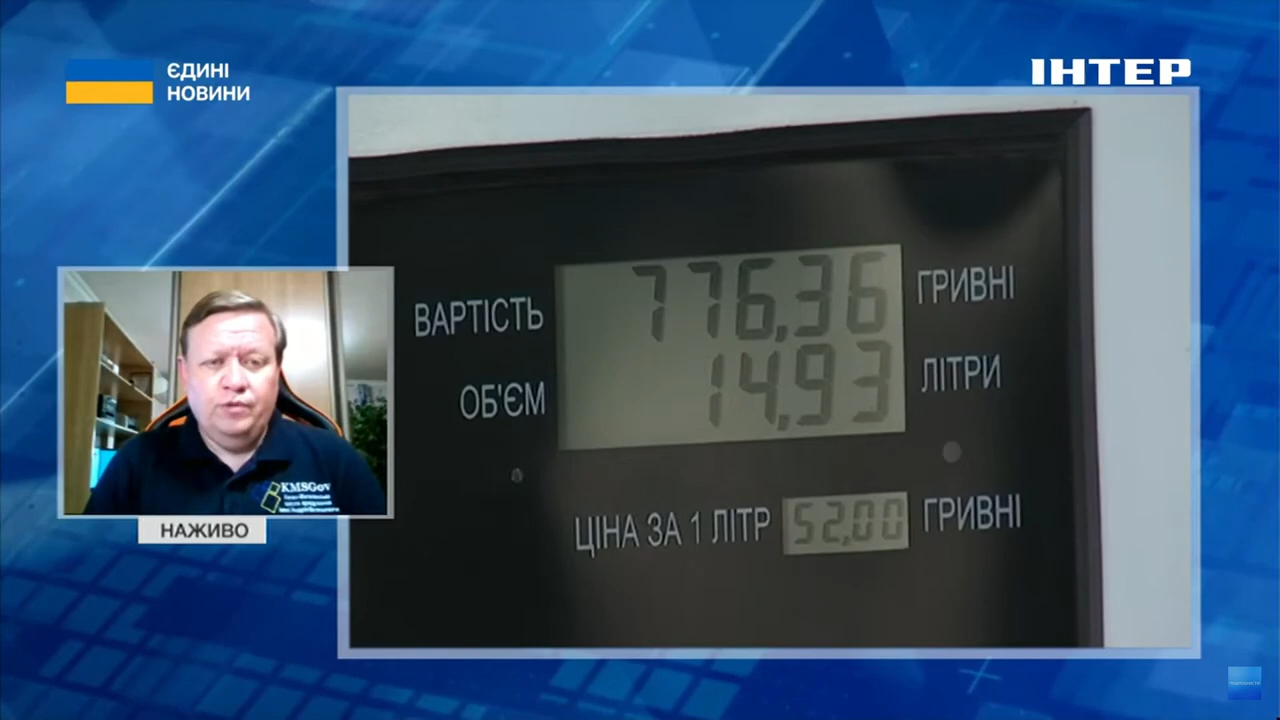 ЄДИНІ
НОВИНИ
ІНТЕР
ВАРТІСТЬ 776,36 ГРИВНІ
ОБ'ЄМ 14,93 ЛІТРИ
ЦІНА ЗА 1 ЛІТР 52,00 ГРИВНІ
KMSGov
НАЖИВО